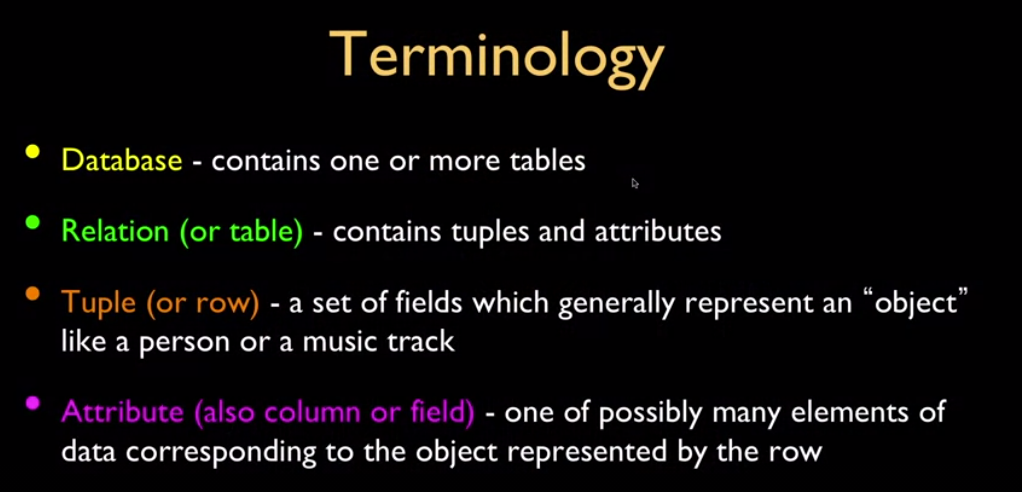 Terminology
• Database - contains one or more tables
• Relation (or table) - contains tuples and attributes
• Tuple (or row) - a set of fields which generally represent an “object”
like a person or a music track
• Attribute (also column or field) - one of possibly many elements of
data corresponding to the object represented by the row